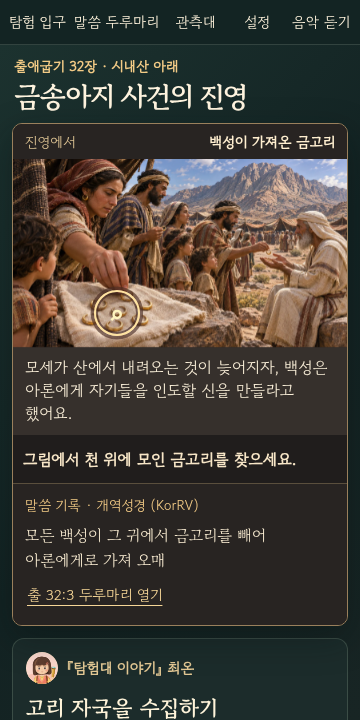 탐험 입구 말씀 두루마리 관측대 설정 음악 듣기
출애굽기 32장 · 시내산 아래
금송아지 사건의 진영
진영에서 백성이 가져온 금고리
모세가 산에서 내려오는 것이 늦어지자, 백성은
아론에게 자기들을 인도할 신을 만들라고
했어요.
그림에서 천 위에 모인 금고리를 찾으세요.
말씀 기록 · 개역성경 (KorRV)
모든 백성이 그 귀에서 금고리를 빼어
아론에게로 가져 오매
출 32:3 두루마리 열기
『탐험대 이야기』 최온
고리 자국을 수집하기